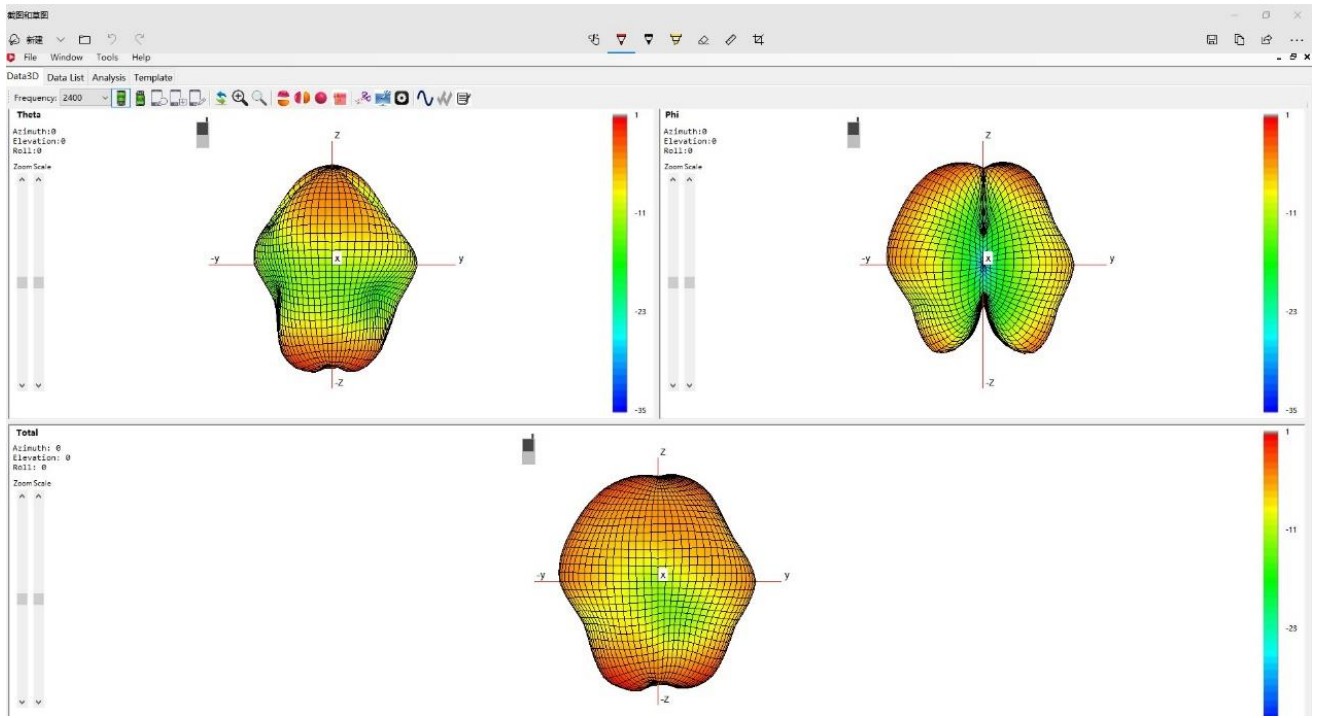 截图和草图
新建
File Window Tools Help
Data3D Data List Analysis Template
Frequency: 2400
Theta
Azimuth:0
Elevation:0
Roll:0
Zoom Scale
Z
-y
X
y
-Z
1
-11
-23
-35
Phi
Azimuth:0
Elevation:0
Roll:0
Zoom Scale
Z
-y
X
y
-Z
1
-11
-23
-35
Total
Azimuth: 0
Elevation: 0
Roll: 0
Zoom Scale
Z
-y
X
y
-Z
1
-11
-23